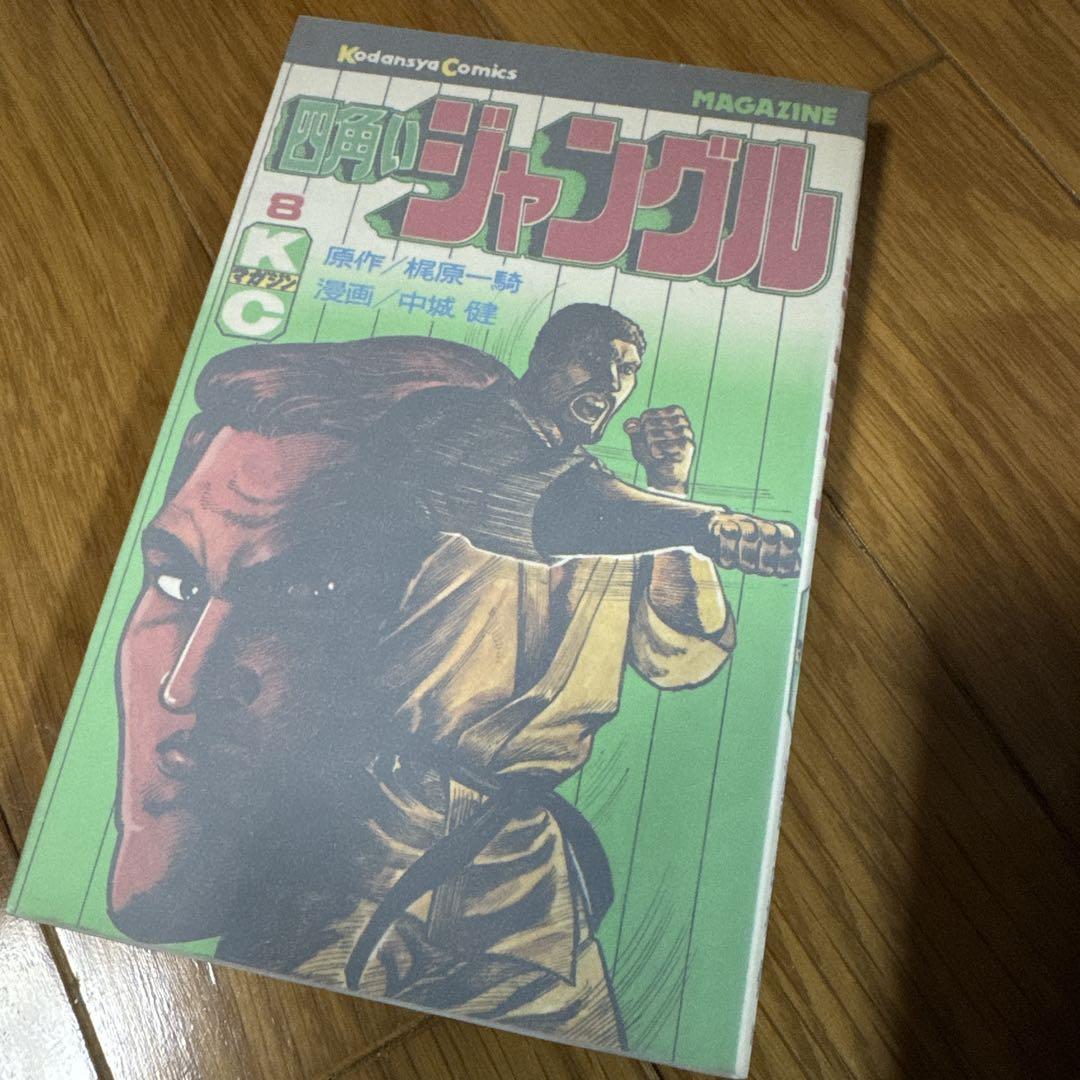 Kodansya Comics
MAGAZINE
四角いジャングル
8
KC
マガジン
原作/梶原一騎
漫画/中城 健